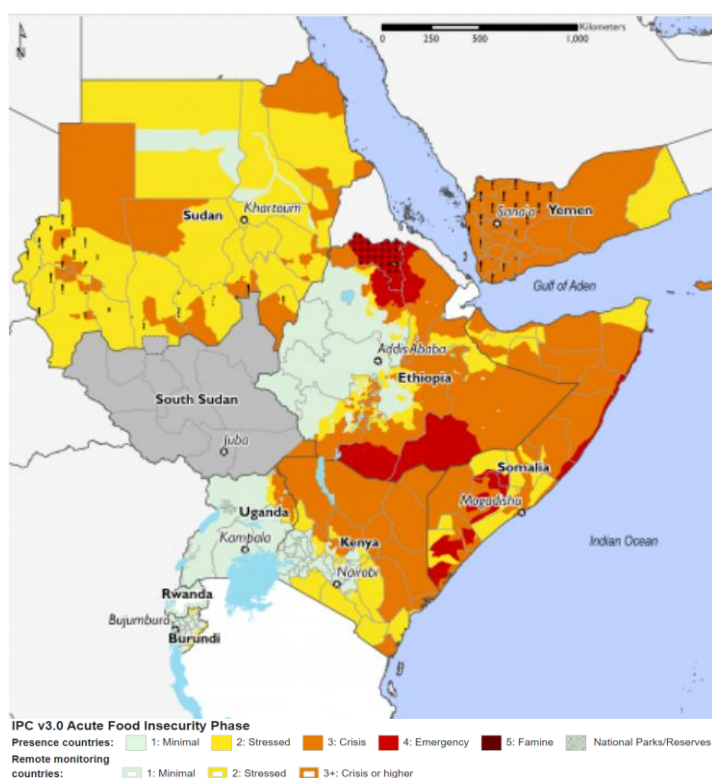 N
Kilometers
0 250 500 1,000
Sudan
Khartoum
Sana'a
Yemen
Gulf of Aden
Addis Ababa
Ethiopia
South Sudan
Juba
Somalia
Mogadishu
Uganda
Kampala
Kenya
Nairobi
Indian Ocean
Rwanda
Bujumbura
Burundi
IPC v3.0 Acute Food Insecurity Phase
Presence countries: 1: Minimal 2: Stressed 3: Crisis 4: Emergency 5: Famine National Parks/Reserves
Remote monitoring
countries: 1: Minimal 2: Stressed 3+: Crisis or higher